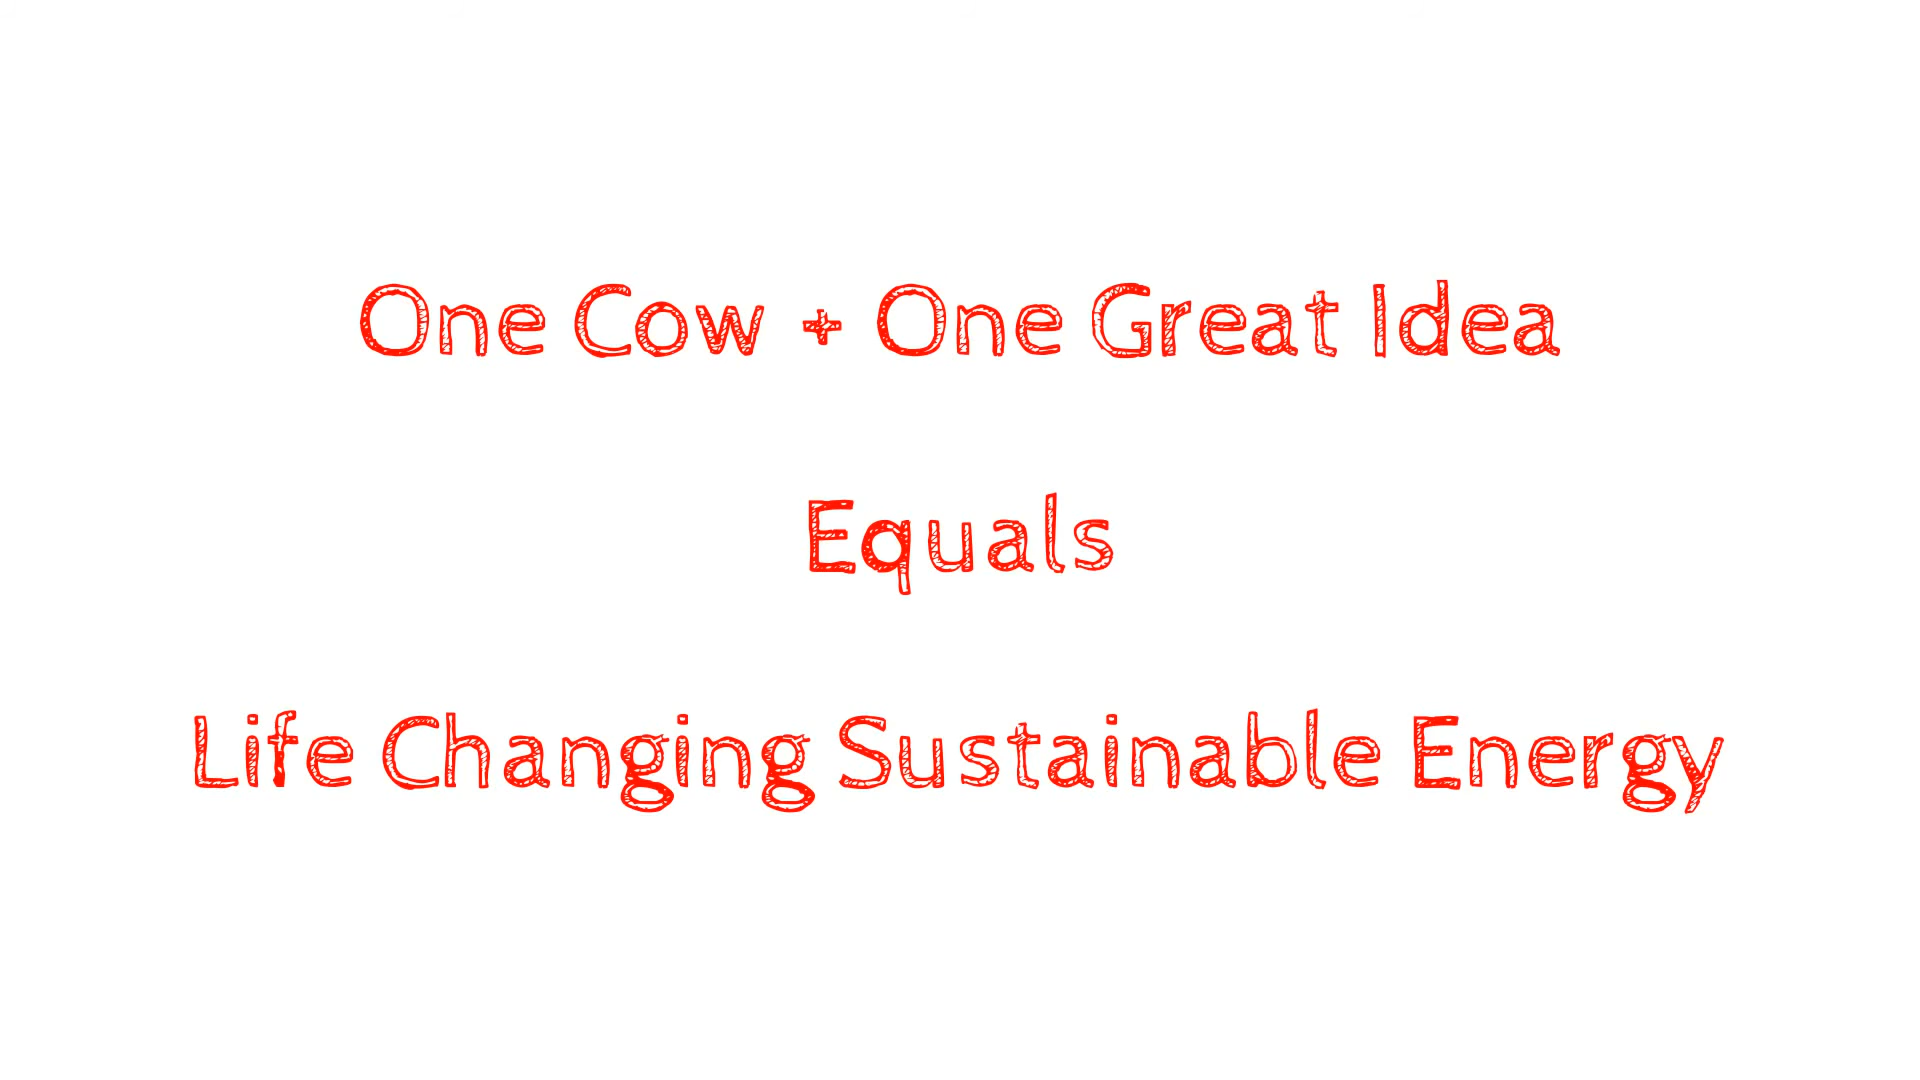 One Cow + One Great Idea
Equals
Life Changing Sustainable Energy